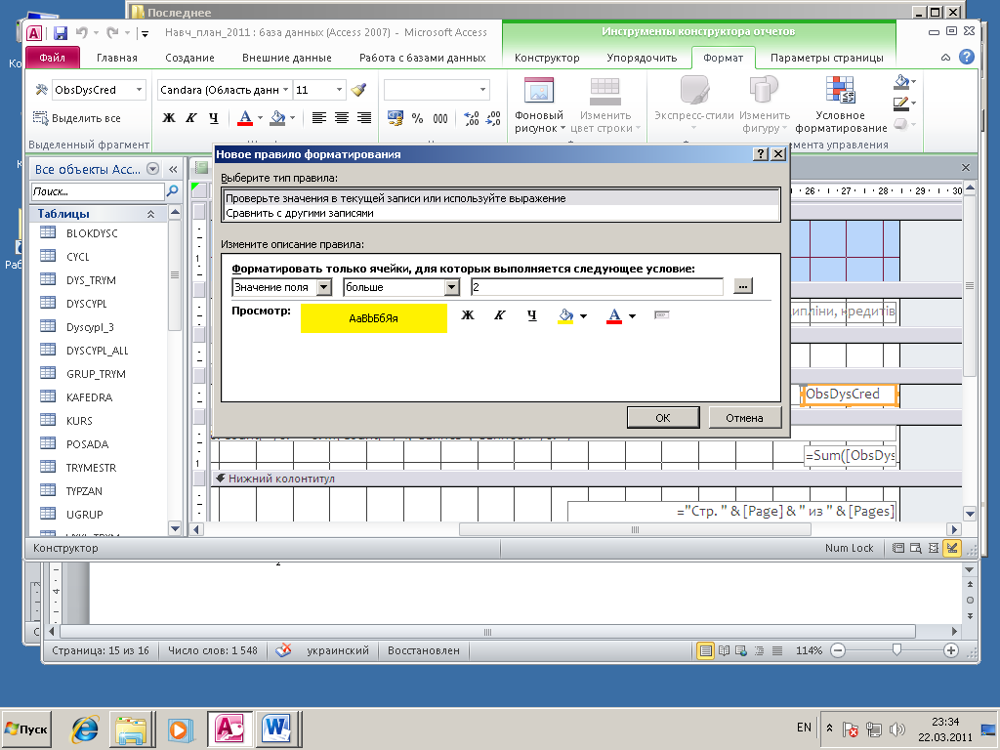 Последнее
Навч_план_2011 : база данных (Access 2007) - Microsoft Access
Инструменты конструктора отчетов
Файл Главная Создание Внешние данные Работа с базами данных Конструктор Упорядочить Формат Параметры страницы
ObsDysCred
Выделить все
Выделенный фрагмент
Candara (Область данн 11
Ж К Ч A
% 000
Фоновый рисунок
Изменить цвет строки
Экспресс-стили
Изменить фигуру
Условное форматирование
мента управления
Все объекты Acc...
Поиск...
Таблицы
BLOKDYSC
CYCL
DYS_TRYM
DYSCYPL
Dyscypl_3
DYSCYPL_ALL
GRUP_TRYM
KAFEDRA
KURS
POSADA
TRYMESTR
TYPZAN
UGRUP
Новое правило форматирования
Выберите тип правила:
Проверьте значения в текущей записи или используйте выражение
Сравнить с другими записями
Измените описание правила:
Форматировать только ячейки, для которых выполняется следующее условие:
Значение поля больше 2 ...
Просмотр: АаВbБбЯя Ж К Ч A
ОК Отмена
26 27 28 29 30
1
ипліни, кредитів
ObsDysCred
1
=Sum([ObsDys
Нижний колонтитул
="Стр. " & [Page] & " из " & [Pages]
Конструктор Num Lock
2
4
Страница: 15 из 16 Число слов: 1 548 украинский Восстановлен 114%
Пуск EN 23:34
22.03.2011